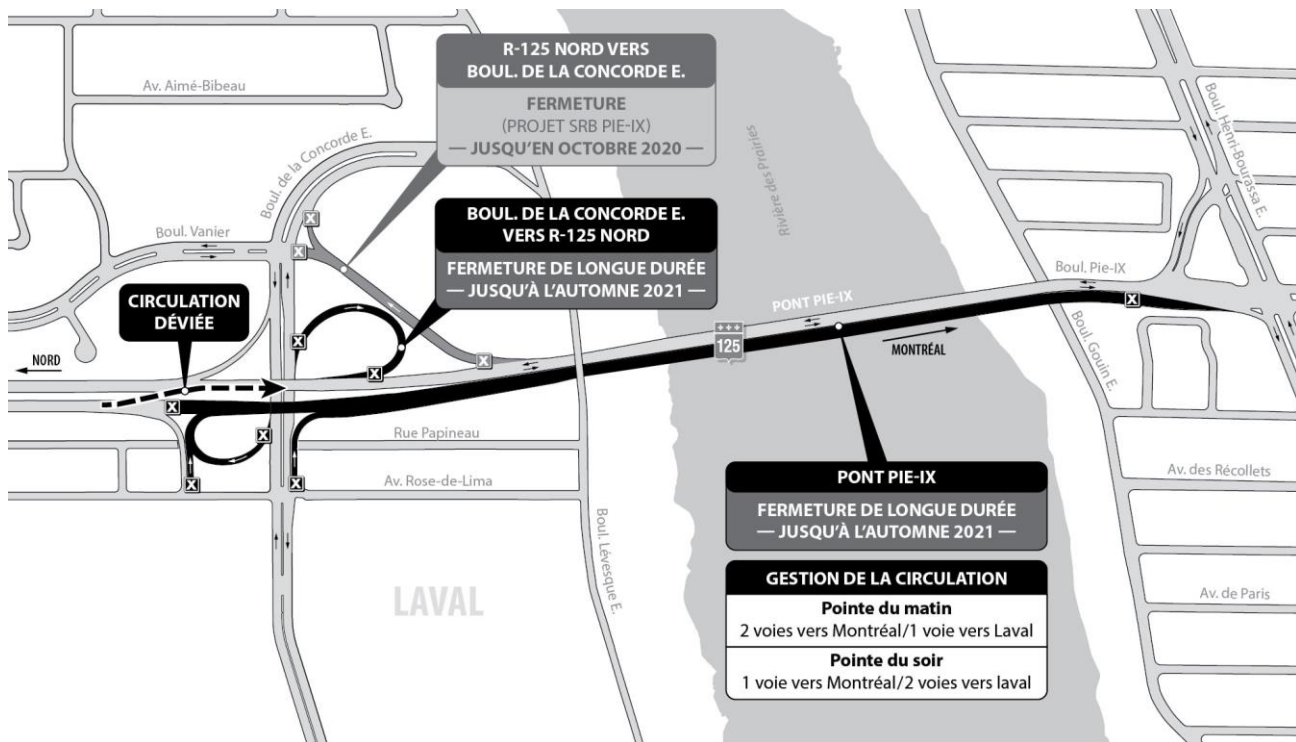 R-125 NORD VERS
BOUL. DE LA CONCORDE E.
FERMETURE
(PROJET SRB PIE-IX)
— JUSQU'EN OCTOBRE 2020 —
Av. Aimé-Bibeau
Boul. de la Concorde E.
Boul. Vanier
BOUL. DE LA CONCORDE E.
VERS R-125 NORD
FERMETURE DE LONGUE DURÉE
— JUSQU'À L'AUTOMNE 2021 —
CIRCULATION
DÉVIÉE
NORD
Rivière des Prairies
Boul. Henri-Bourassa E.
Boul. Pie-IX
PONT PIE-IX
125
MONTRÉAL
Boul. Gouin E.
Rue Papineau
Av. Rose-de-Lima
Boul. Lévesque E.
LAVAL
Av. des Récollets
Av. de Paris
PONT PIE-IX
FERMETURE DE LONGUE DURÉE
— JUSQU'À L'AUTOMNE 2021 —
GESTION DE LA CIRCULATION
Pointe du matin
2 voies vers Montréal/1 voie vers Laval
Pointe du soir
1 voie vers Montréal/2 voies vers laval
X
X
X
X
X
X
X
X
X
X